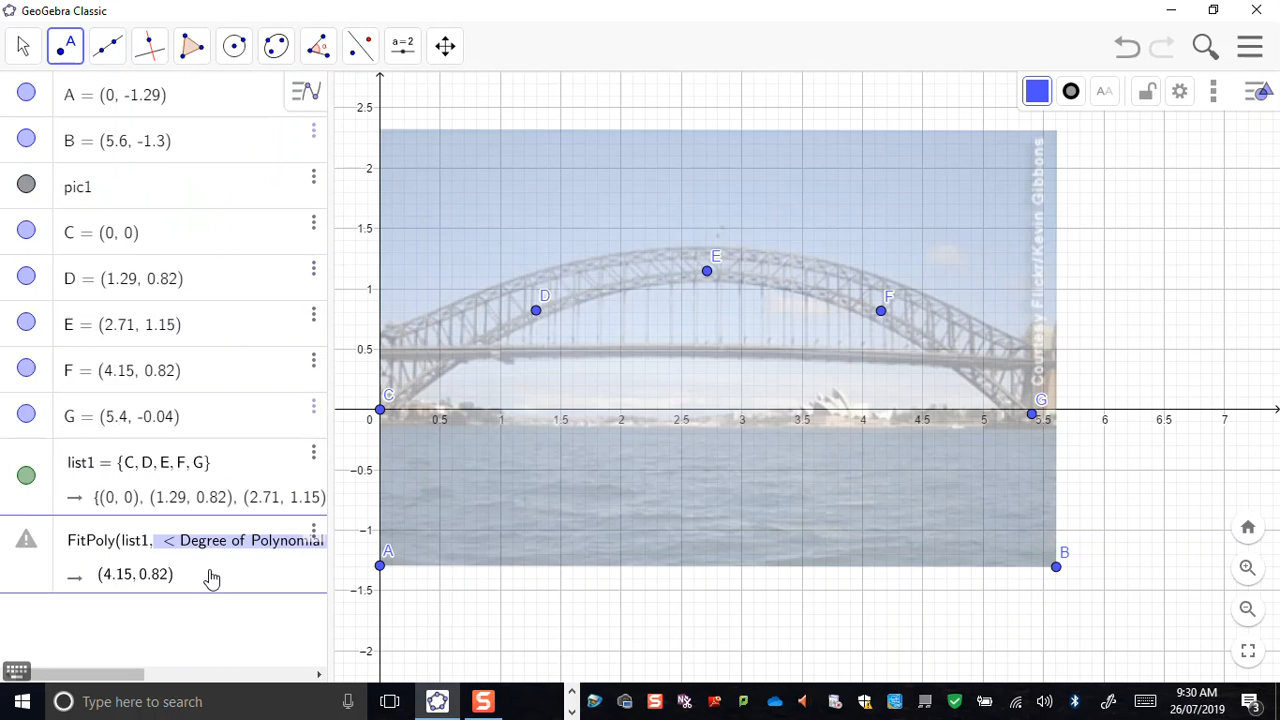 GeoGebra Classic
A
a=2
A = (0, -1.29)
B = (5.6, -1.3)
pic1
C = (0, 0)
D = (1.29, 0.82)
E = (2.71, 1.15)
F = (4.15, 0.82)
G = (5.4, -0.04)
list1 = {C, D, E, F, G}
→ {(0, 0), (1.29, 0.82), (2.71, 1.15)
FitPoly(list1, < Degree of Polynomial
→ (4.15, 0.82)
AA
2.5
2
1.5
1
0.5
0
−0.5
−1
−1.5
−2
0.5
1
1.5
2
2.5
3
3.5
4
4.5
5
5.5
6
6.5
7
Courtesy Flickr/Kevin Gibbons
A
B
C
D
E
F
G
Type here to search
S
S
9:30 AM
26/07/2019
3